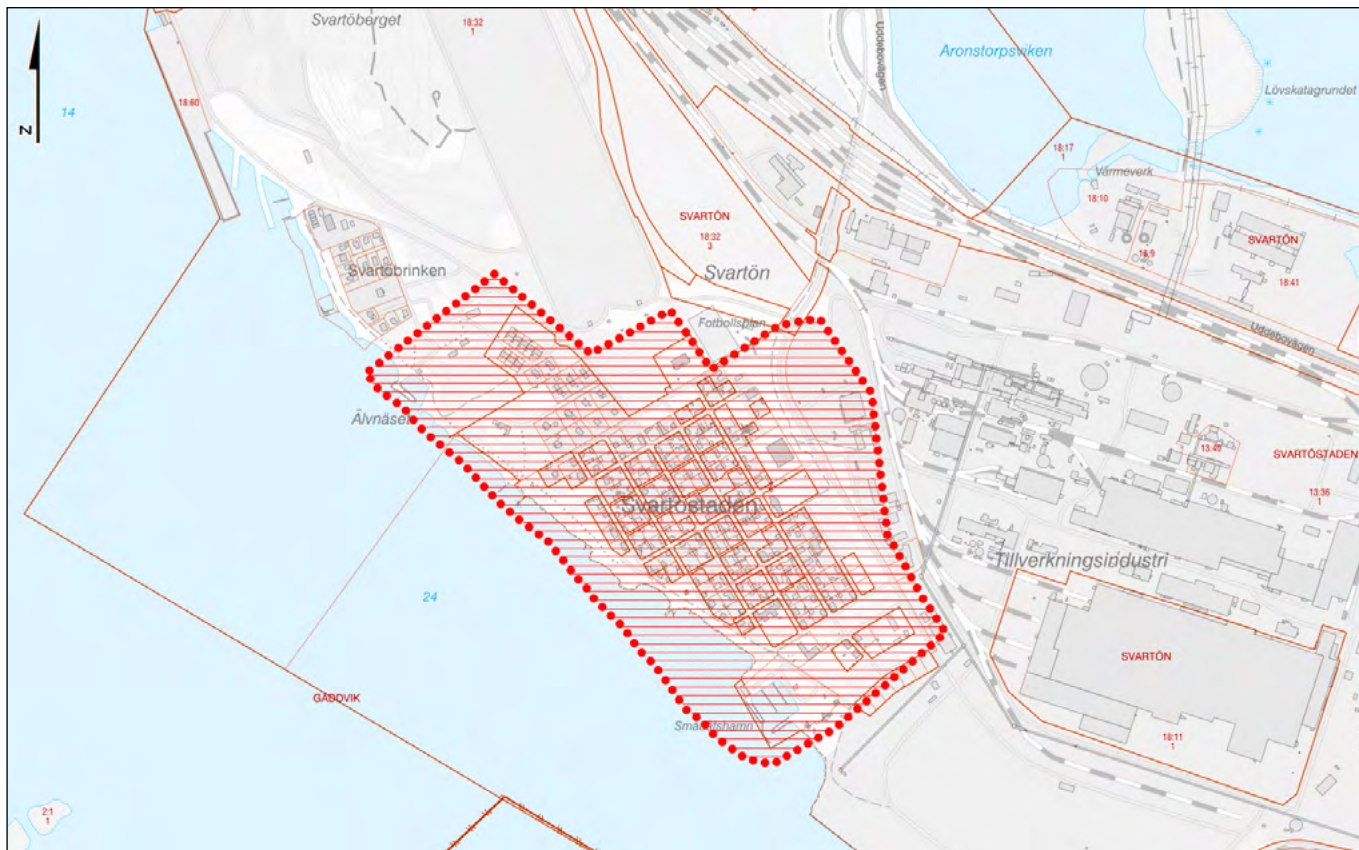 Svartöberget
18:32
1
Uddebovägen
Aronstorpsviken
Lövskatagrundet
18:60
14
N
18:17
1
Värmeverk
18:10
SVARTÖN
18:32
3
SVARTÖN
18:9
18:41
Svartöbrinken
Svartön
Fotbollsplan
Uddebovägen
Älvnäset
13:49
SVARTÖSTADEN
13:36
1
Svartöstaden
Tillverkningsindustri
24
SVARTÖN
GÄDDVIK
Småbåtshamn
18:11
1
2:1
1